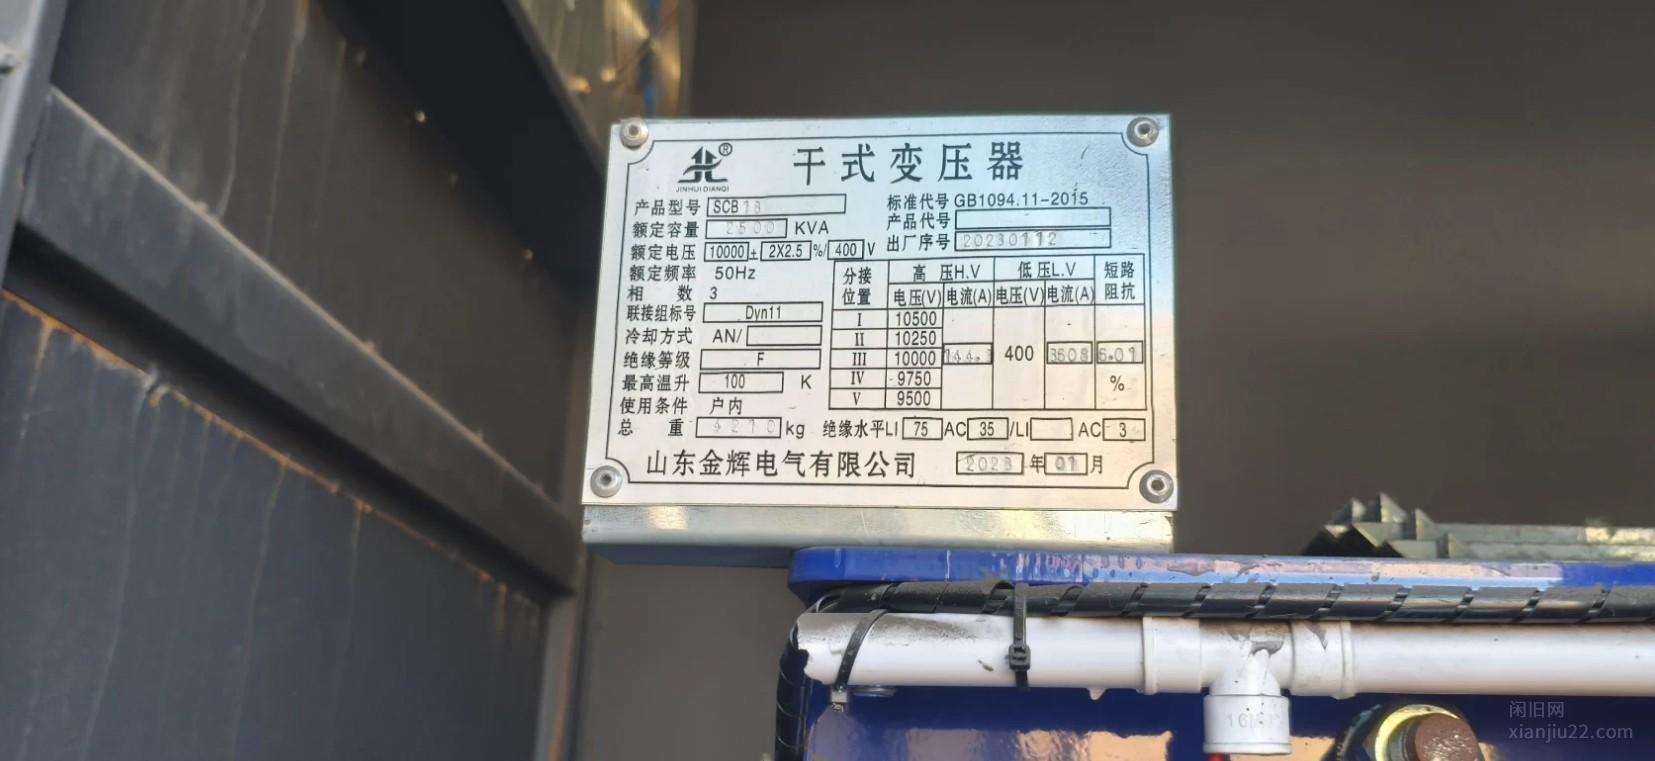 JINHUI DIANQI ®
干式变压器
产品型号 SCB13
标准代号 GB1094.11-2015
额定容量 2500 KVA
产品代号
额定电压 10000 ± 2X2.5 %/ 400 V
出厂序号 20230112
额定频率 50Hz
相数 3
联接组标号 Dyn11
冷却方式 AN/
绝缘等级 F
最高温升 100 K
使用条件 户内
总重 4210 kg
分接位置 高压H.V 低压L.V 短路阻抗
电压(V) 电流(A) 电压(V) 电流(A)
I 10500
II 10250
III 10000 144.3 400 3608 6.01
IV 9750 %
V 9500
绝缘水平 LI 75 AC 35 /LI AC 3
山东金辉电气有限公司 2023 年 01 月
闲旧网
xianjiu22.com